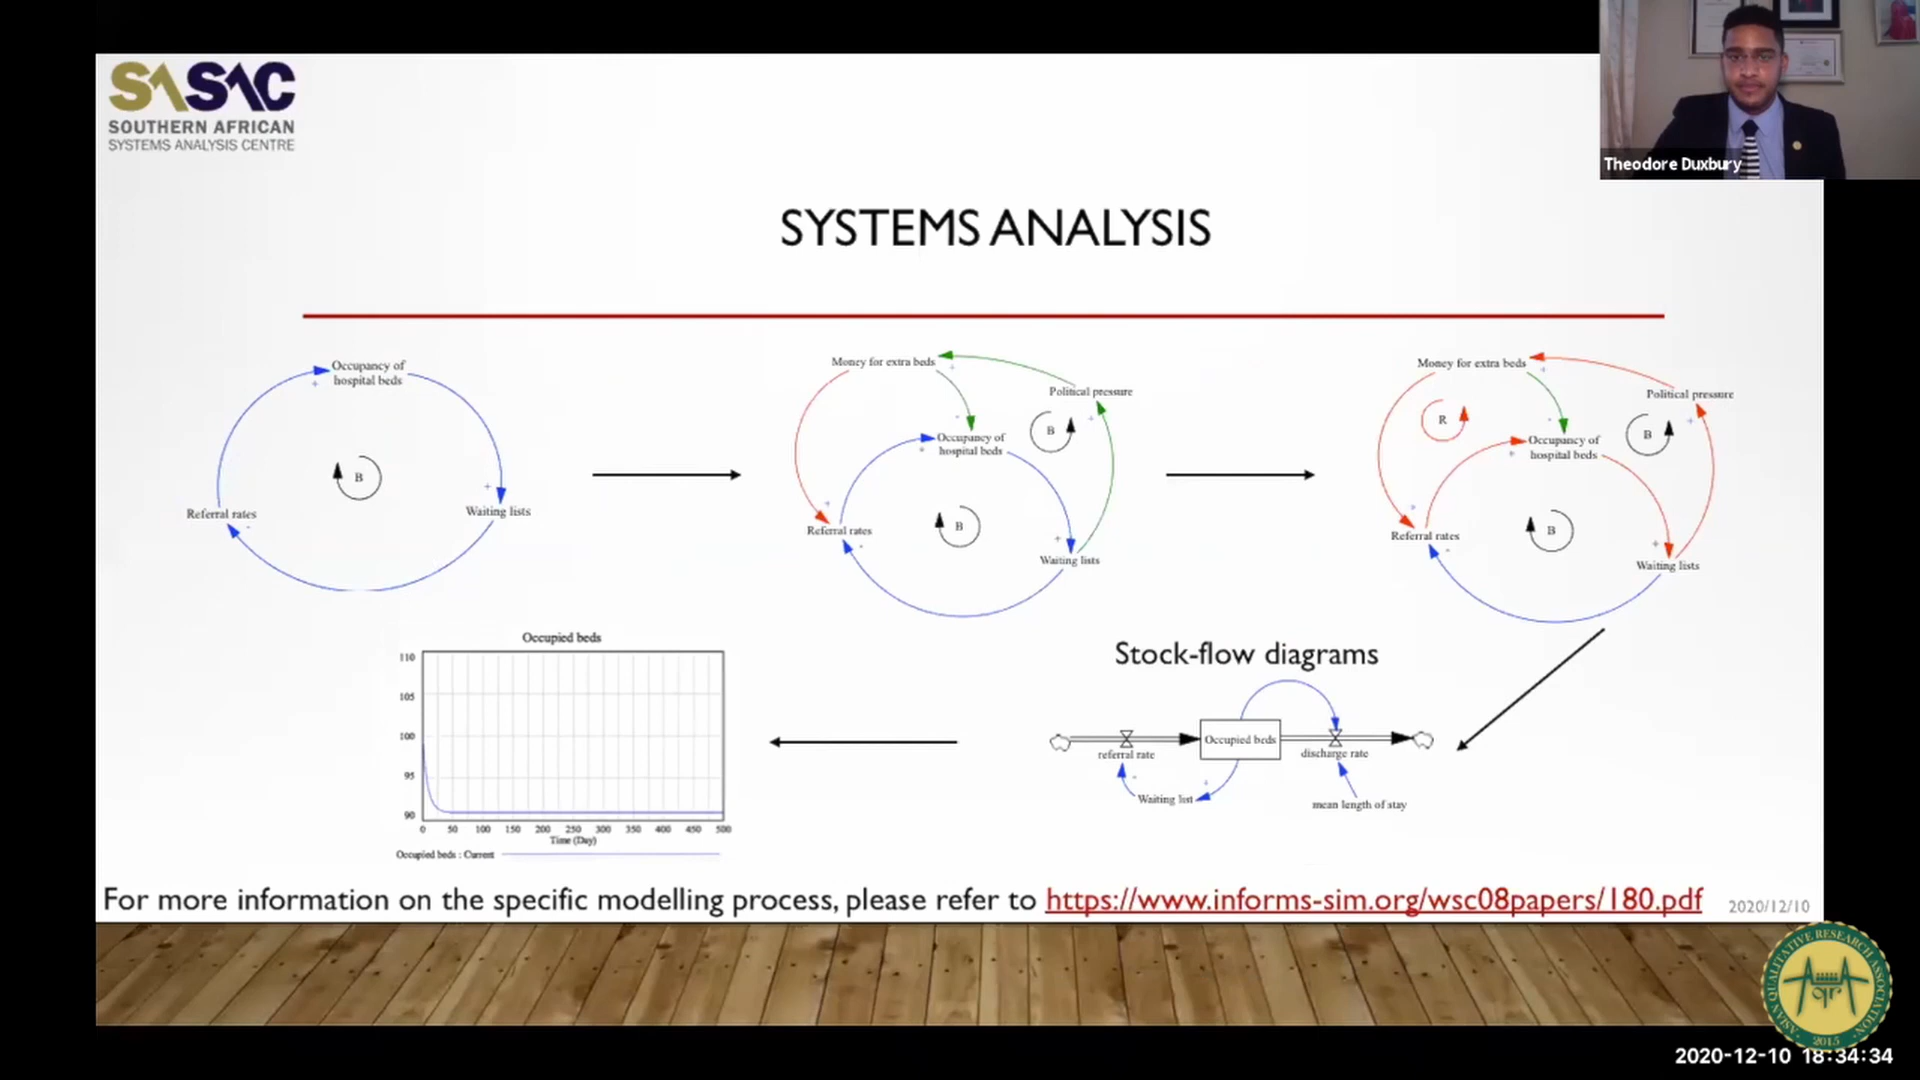 SASAC
SOUTHERN AFRICAN
SYSTEMS ANALYSIS CENTRE
Theodore Duxbury
SYSTEMS ANALYSIS
Occupancy of
hospital beds
+
B
+
Referral rates
-
Waiting lists
Money for extra beds
+
Political pressure
-
B
+
Occupancy of
hospital beds
+
+
B
Referral rates
-
+
Waiting lists
Money for extra beds
+
Political pressure
R
-
B
+
Occupancy of
hospital beds
+
+
B
Referral rates
-
+
Waiting lists
Occupied beds
110
105
100
95
90
0 50 100 150 200 250 300 350 400 450 500
Time (Day)
Occupied beds : Current
Stock-flow diagrams
Occupied beds
referral rate
discharge rate
-
+
Waiting list
mean length of stay
For more information on the specific modelling process, please refer to https://www.informs-sim.org/wsc08papers/180.pdf
2020/12/10
ASIAN QUALITATIVE RESEARCH ASSOCIATION
2015
2020-12-10 18:34:34